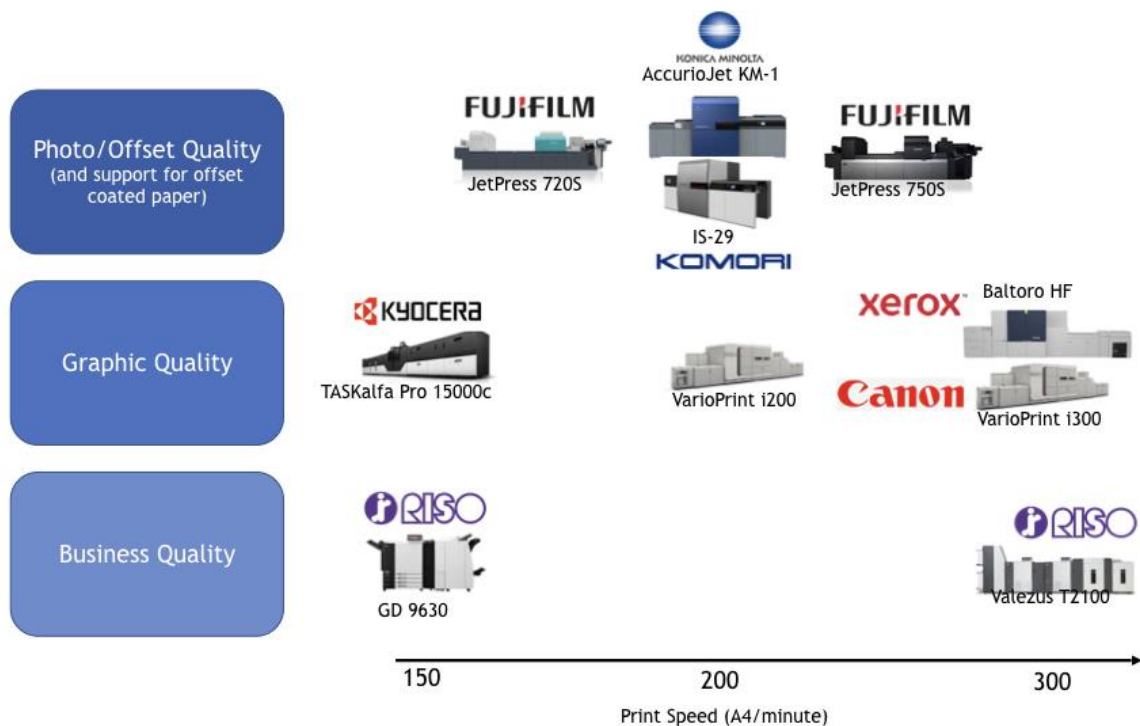 KONICA MINOLTA
AccurioJet KM-1
FUJIFILM
JetPress 720S
FUJIFILM
JetPress 750S
IS-29
KOMORI
Photo/Offset Quality
(and support for offset
coated paper)
KYOCERA
TASKalfa Pro 15000c
VarioPrint i200
xerox™
Baltoro HF
Canon
VarioPrint i300
Graphic Quality
RISO
GD 9630
RISO
Valezus T2100
Business Quality
150
200
300
Print Speed (A4/minute)